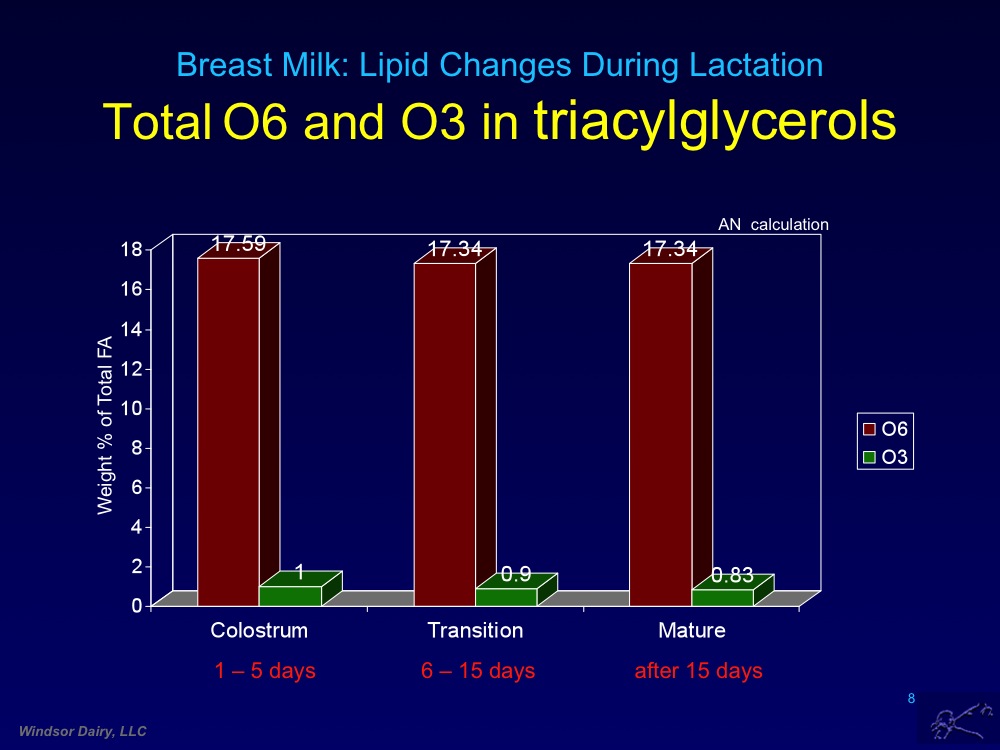 Breast Milk: Lipid Changes During Lactation
Total O6 and O3 in triacylglycerols
AN calculation
Weight % of Total FA
18
16
14
12
10
8
6
4
2
0
17.59
17.34
17.34
1
0.9
0.83
O6
O3
Colostrum Transition Mature
1 – 5 days 6 – 15 days after 15 days
8
Windsor Dairy, LLC